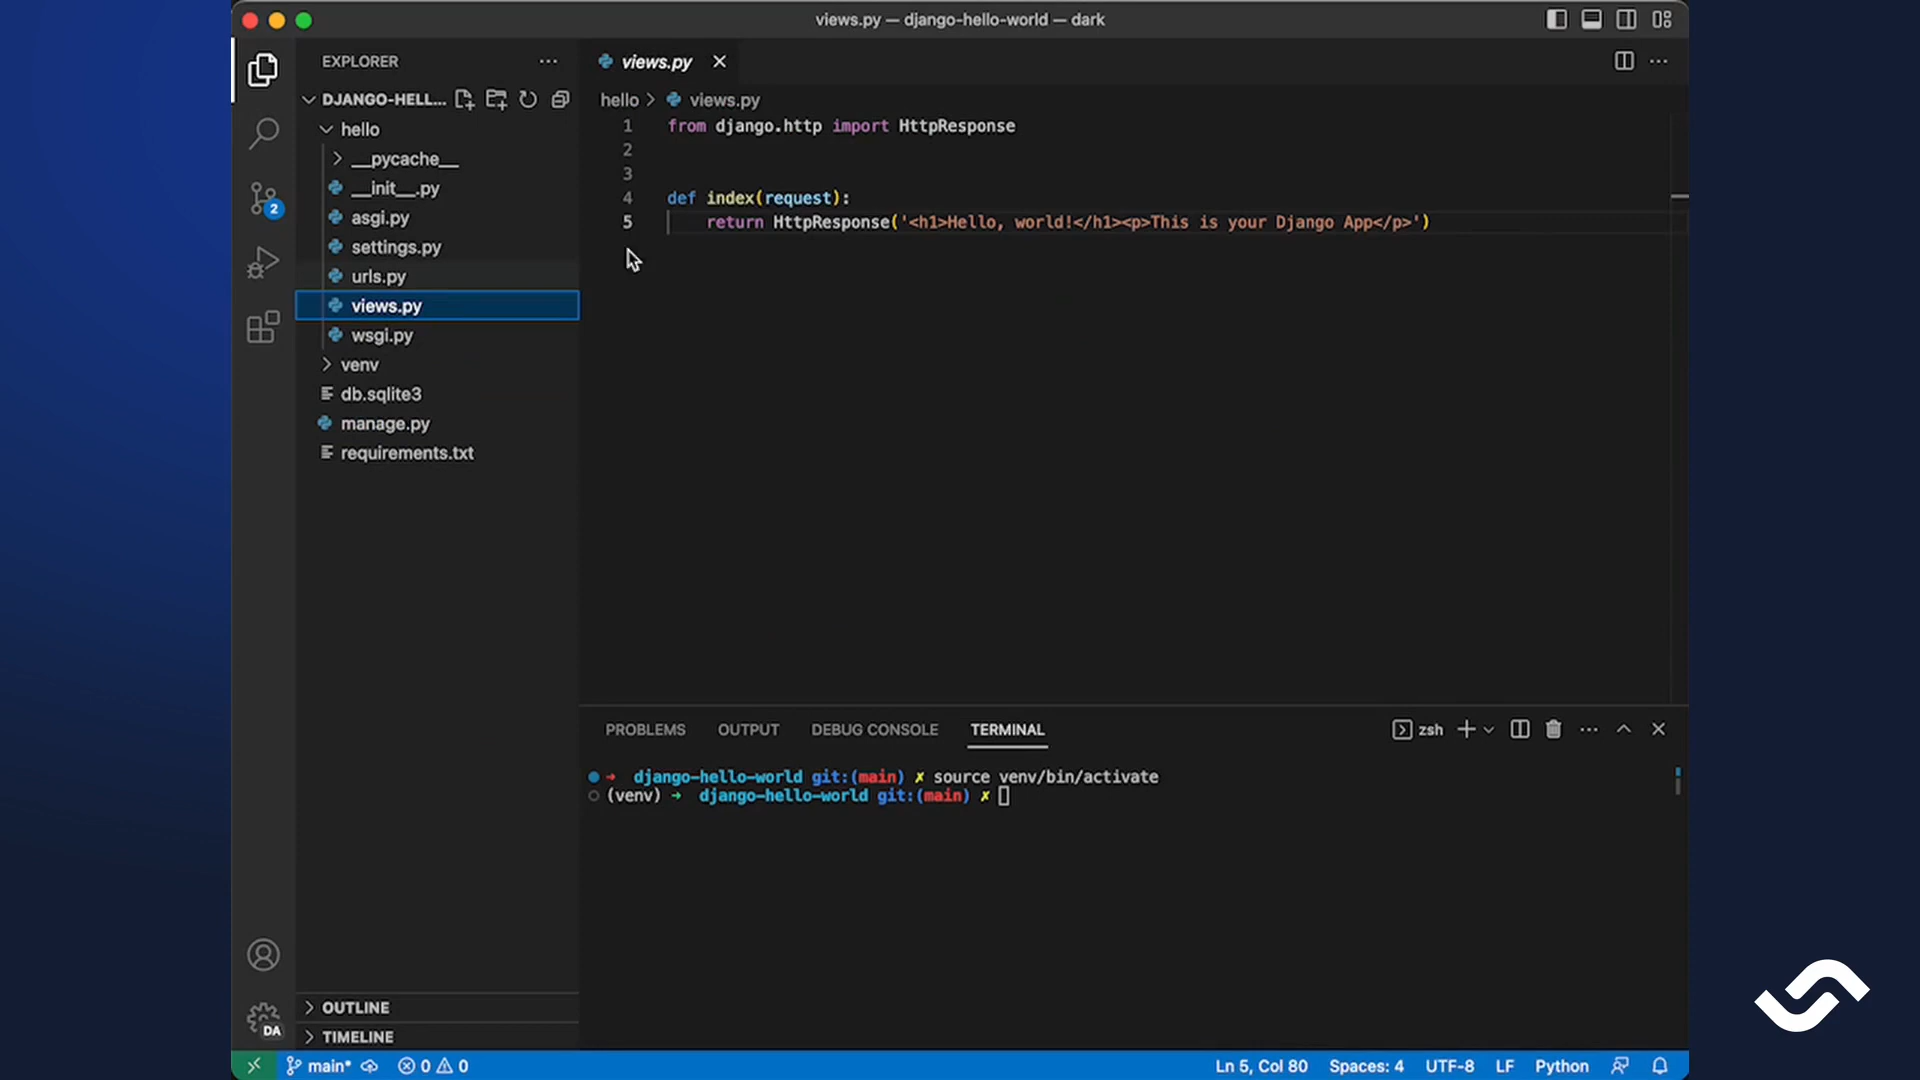 views.py — django-hello-world — dark
EXPLORER
DJANGO-HELL...
hello
__pycache__
__init__.py
asgi.py
settings.py
urls.py
views.py
wsgi.py
venv
db.sqlite3
manage.py
requirements.txt
OUTLINE
TIMELINE
2
DA
views.py
hello > views.py
1 from django.http import HttpResponse
2
3
4 def index(request):
5 return HttpResponse('<h1>Hello, world!</h1><p>This is your Django App</p>')
PROBLEMS OUTPUT DEBUG CONSOLE TERMINAL
zsh
➜ django-hello-world git:(main) ✗ source venv/bin/activate
(venv) ➜ django-hello-world git:(main) ✗
main* 0 0 Ln 5, Col 80 Spaces: 4 UTF-8 LF Python